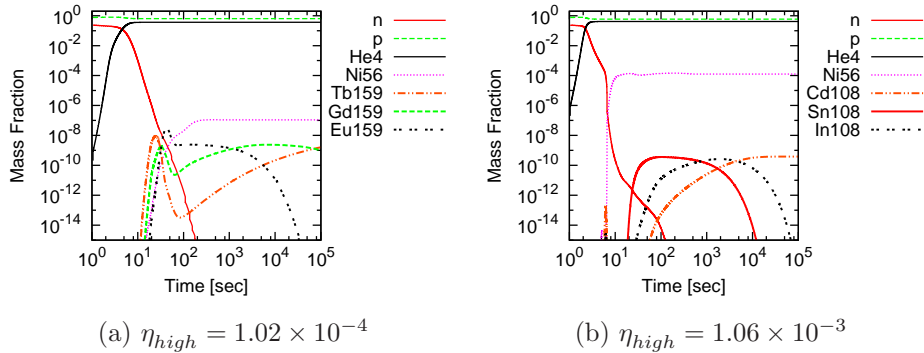 Mass Fraction
10^0
10^-2
10^-4
10^-6
10^-8
10^-10
10^-12
10^-14
10^0 10^1 10^2 10^3 10^4 10^5
Time [sec]
n
p
He4
Ni56
Tb159
Gd159
Eu159
(a) η_high = 1.02 × 10^-4
Mass Fraction
10^0
10^-2
10^-4
10^-6
10^-8
10^-10
10^-12
10^-14
10^0 10^1 10^2 10^3 10^4 10^5
Time [sec]
n
p
He4
Ni56
Cd108
Sn108
In108
(b) η_high = 1.06 × 10^-3